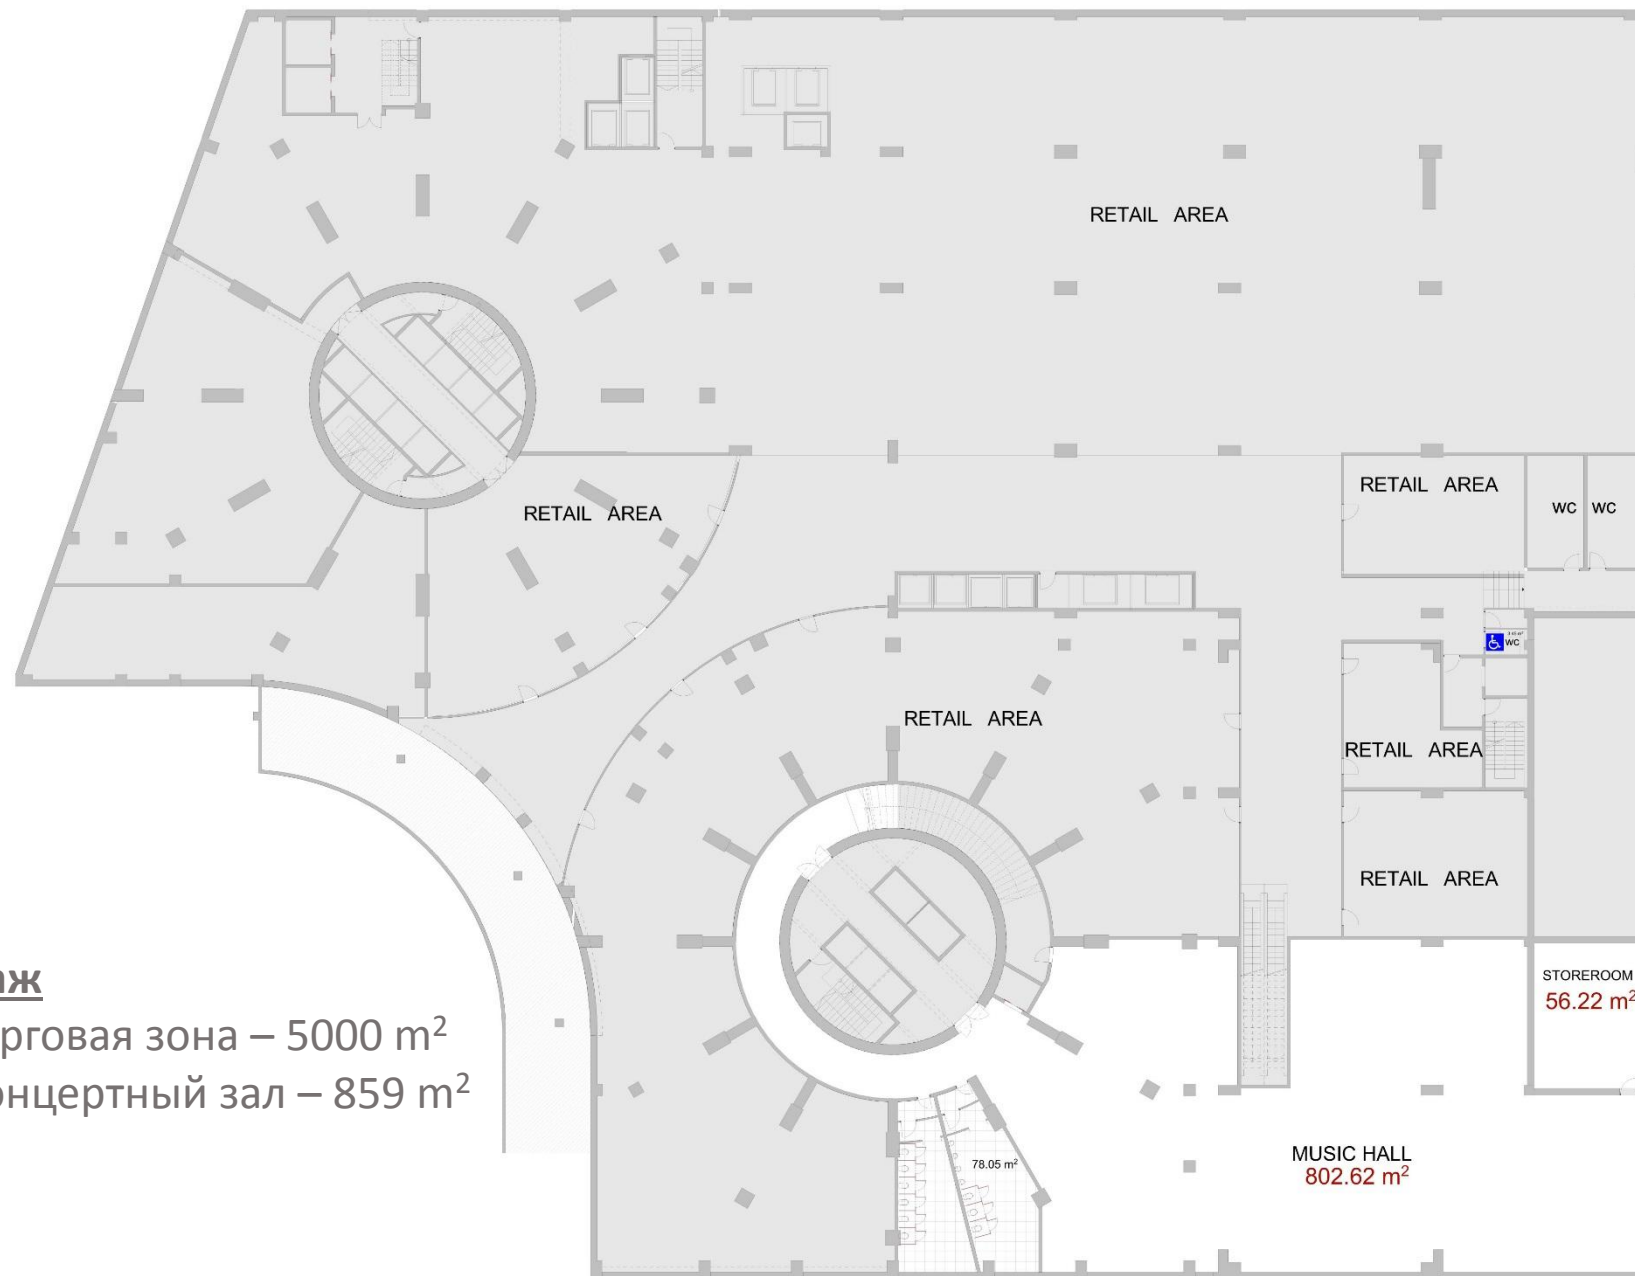 RETAIL AREA
RETAIL AREA
RETAIL AREA
WC WC
WC
RETAIL AREA
RETAIL AREA
RETAIL AREA
STOREROOM
56.22 m²
аж
рговая зона – 5000 m²
онцертный зал – 859 m²
78.05 m²
MUSIC HALL
802.62 m²